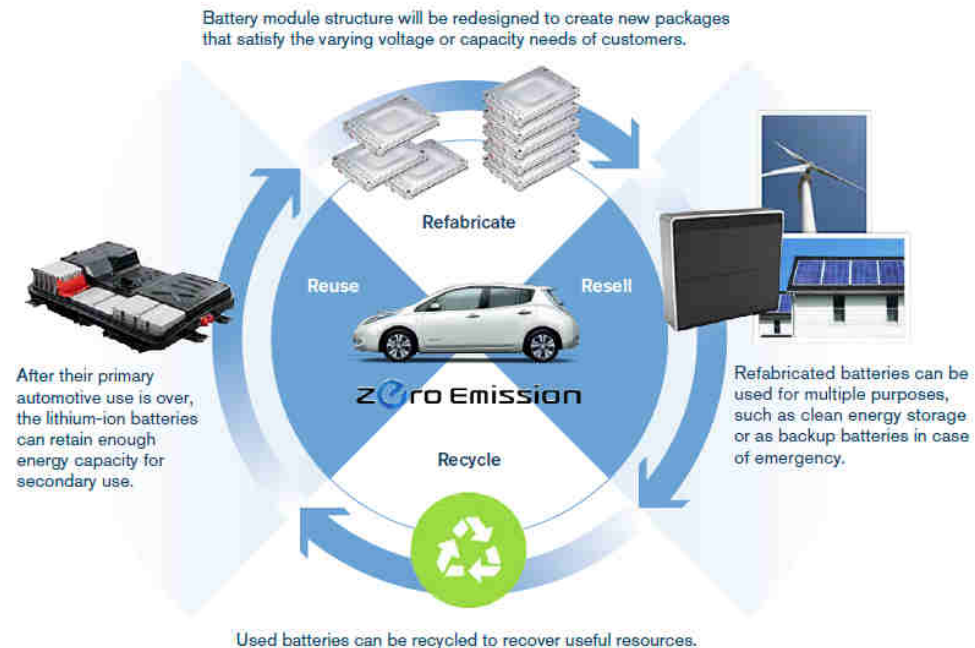 Battery module structure will be redesigned to create new packages
that satisfy the varying voltage or capacity needs of customers.
Refabricate
Reuse
Resell
Zero Emission
After their primary
automotive use is over,
the lithium-ion batteries
can retain enough
energy capacity for
secondary use.
Refabricated batteries can be
used for multiple purposes,
such as clean energy storage
or as backup batteries in case
of emergency.
Recycle
Used batteries can be recycled to recover useful resources.